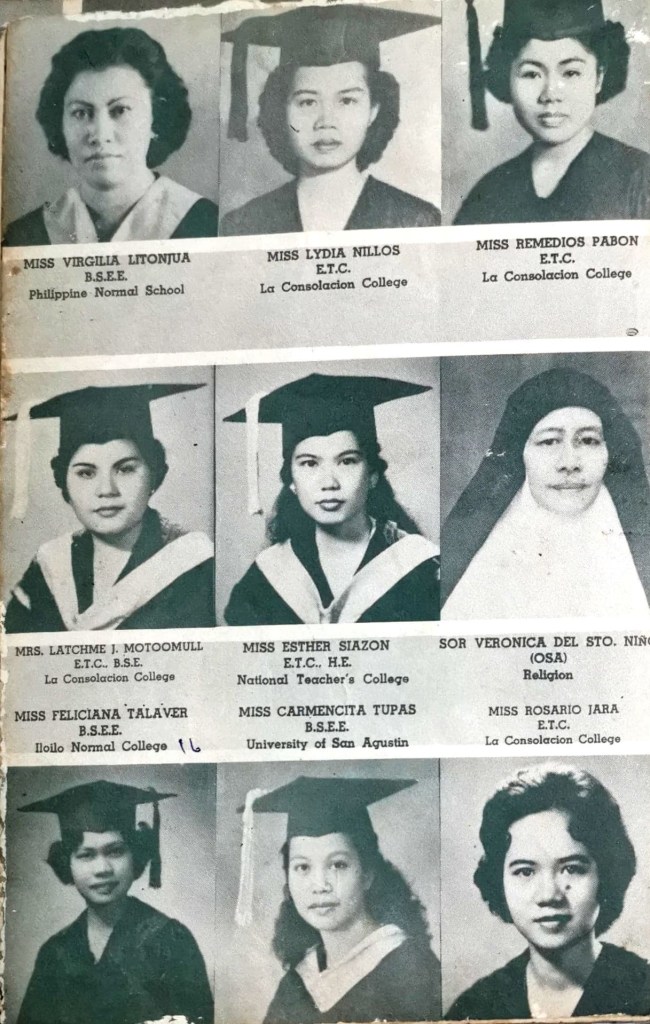 MISS VIRGILIA LITONJUA
B.S.E.E.
Philippine Normal School
MISS LYDIA NILLOS
E.T.C.
La Consolacion College
MISS REMEDIOS PABON
E.T.C.
La Consolacion College
MRS. LATCHME J. MOTOOMULL
E.T.C., B.S.E.
La Consolacion College
MISS ESTHER SIAZON
E.T.C., H.E.
National Teacher's College
SOR VERONICA DEL STO. NIÑO
(OSA)
Religion
MISS FELICIANA TALAVER
B.S.E.E.
Iloilo Normal College 16
MISS CARMENCITA TUPAS
B.S.E.E.
University of San Agustin
MISS ROSARIO JARA
E.T.C.
La Consolacion College